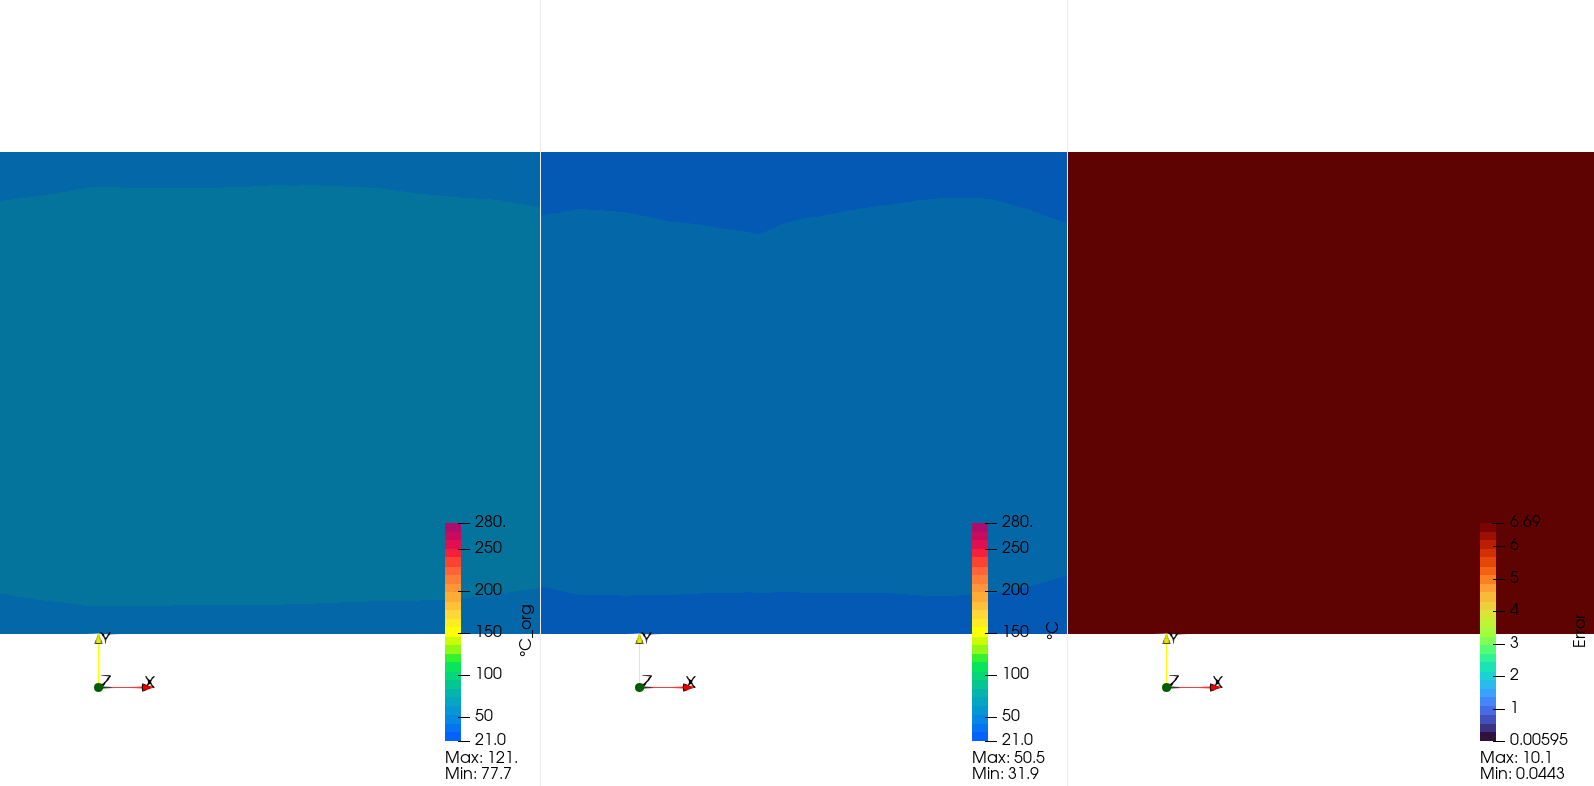 280.
250
200
150
100
50
21.0
°C_org
Max: 121.
Min: 77.7
Y
Z
X
280.
250
200
150
100
50
21.0
°C
Max: 50.5
Min: 31.9
Y
Z
X
6.69
6
5
4
3
2
1
0.00595
Error
Max: 10.1
Min: 0.0443
Y
Z
X